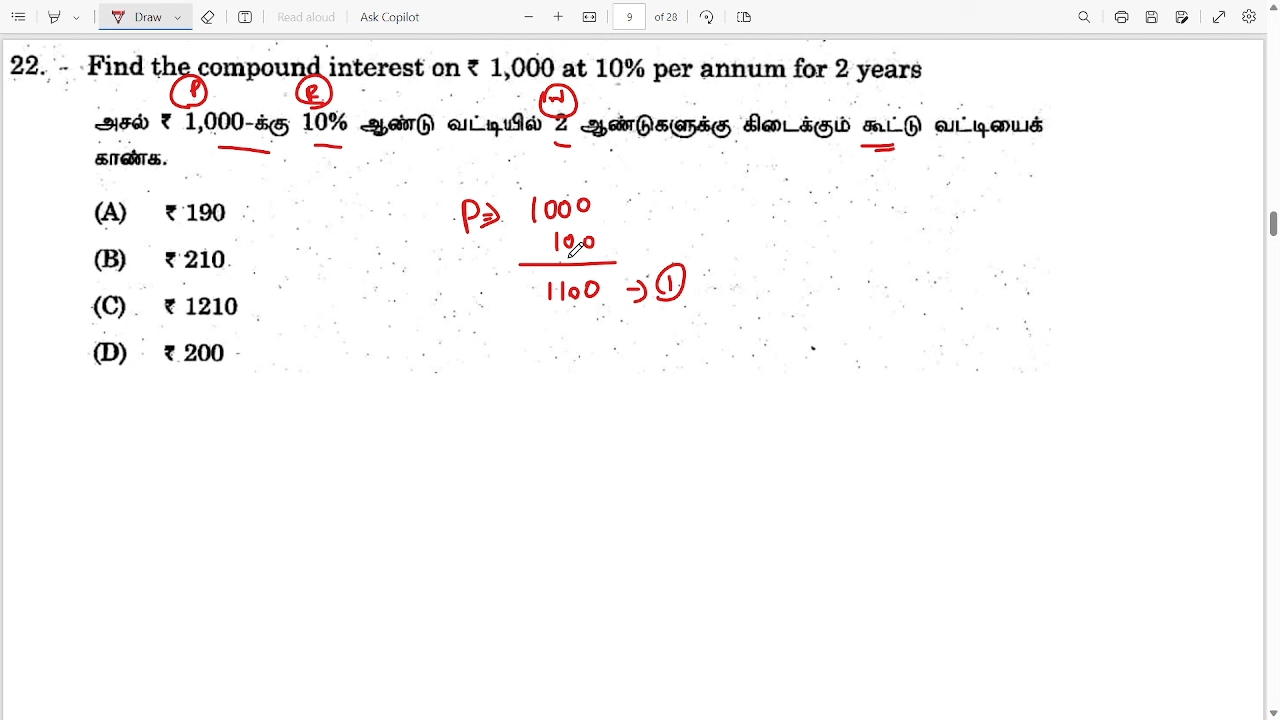 Draw Read aloud Ask Copilot 9 of 28
22. Find the compound interest on ₹ 1,000 at 10% per annum for 2 years
P R
அசல் ₹ 1,000-க்கு 10% ஆண்டு வட்டியில் 2 ஆண்டுகளுக்கு கிடைக்கும் கூட்டு வட்டியைக்
காண்க.
(A) ₹ 190
P⇒ 1000
100
(B) ₹ 210
1100 → 1
(C) ₹ 1210
(D) ₹ 200